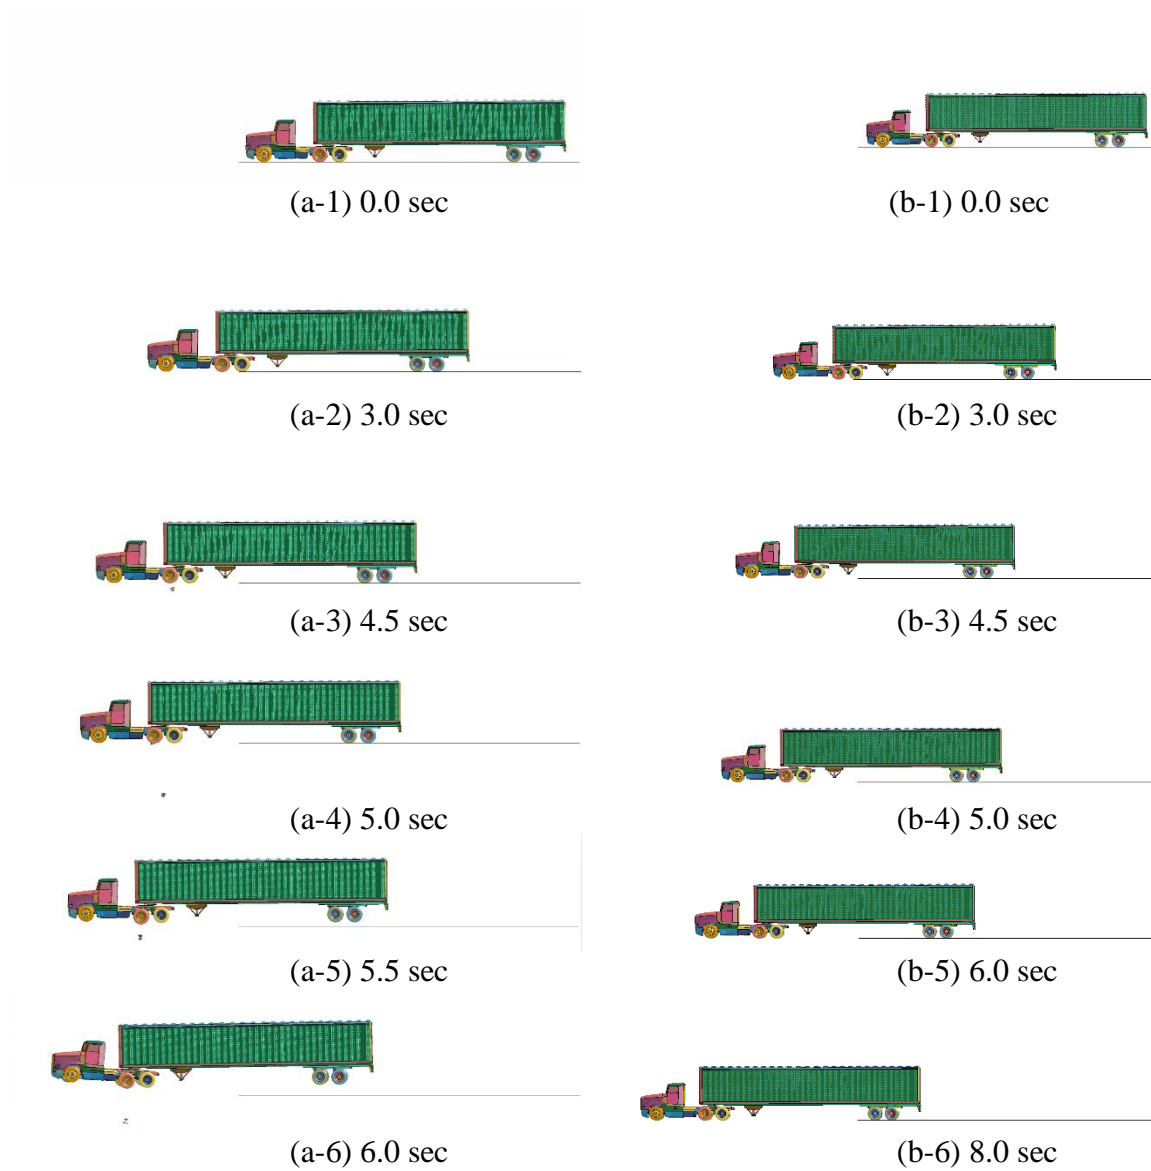 (a-1) 0.0 sec
(b-1) 0.0 sec
(a-2) 3.0 sec
(b-2) 3.0 sec
(a-3) 4.5 sec
(b-3) 4.5 sec
(a-4) 5.0 sec
(b-4) 5.0 sec
(a-5) 5.5 sec
(b-5) 6.0 sec
(a-6) 6.0 sec
(b-6) 8.0 sec